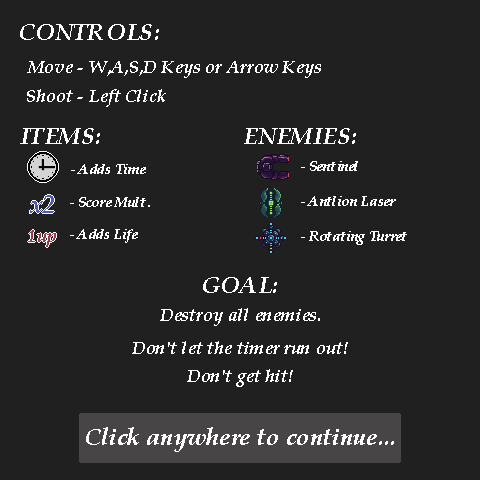 CONTROLS:
Move - W,A,S,D Keys or Arrow Keys
Shoot - Left Click
ITEMS:
- Adds Time
x2 - Score Mult.
1up - Adds Life
ENEMIES:
- Sentinel
- Antlion Laser
- Rotating Turret
GOAL:
Destroy all enemies.
Don't let the timer run out!
Don't get hit!
Click anywhere to continue...